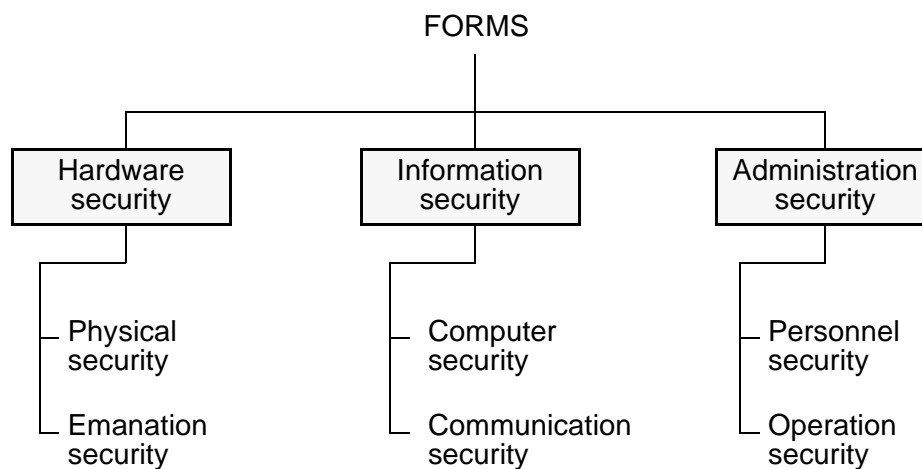 FORMS
Hardware
security
Information
security
Administration
security
Physical
security
Emanation
security
Computer
security
Communication
security
Personnel
security
Operation
security